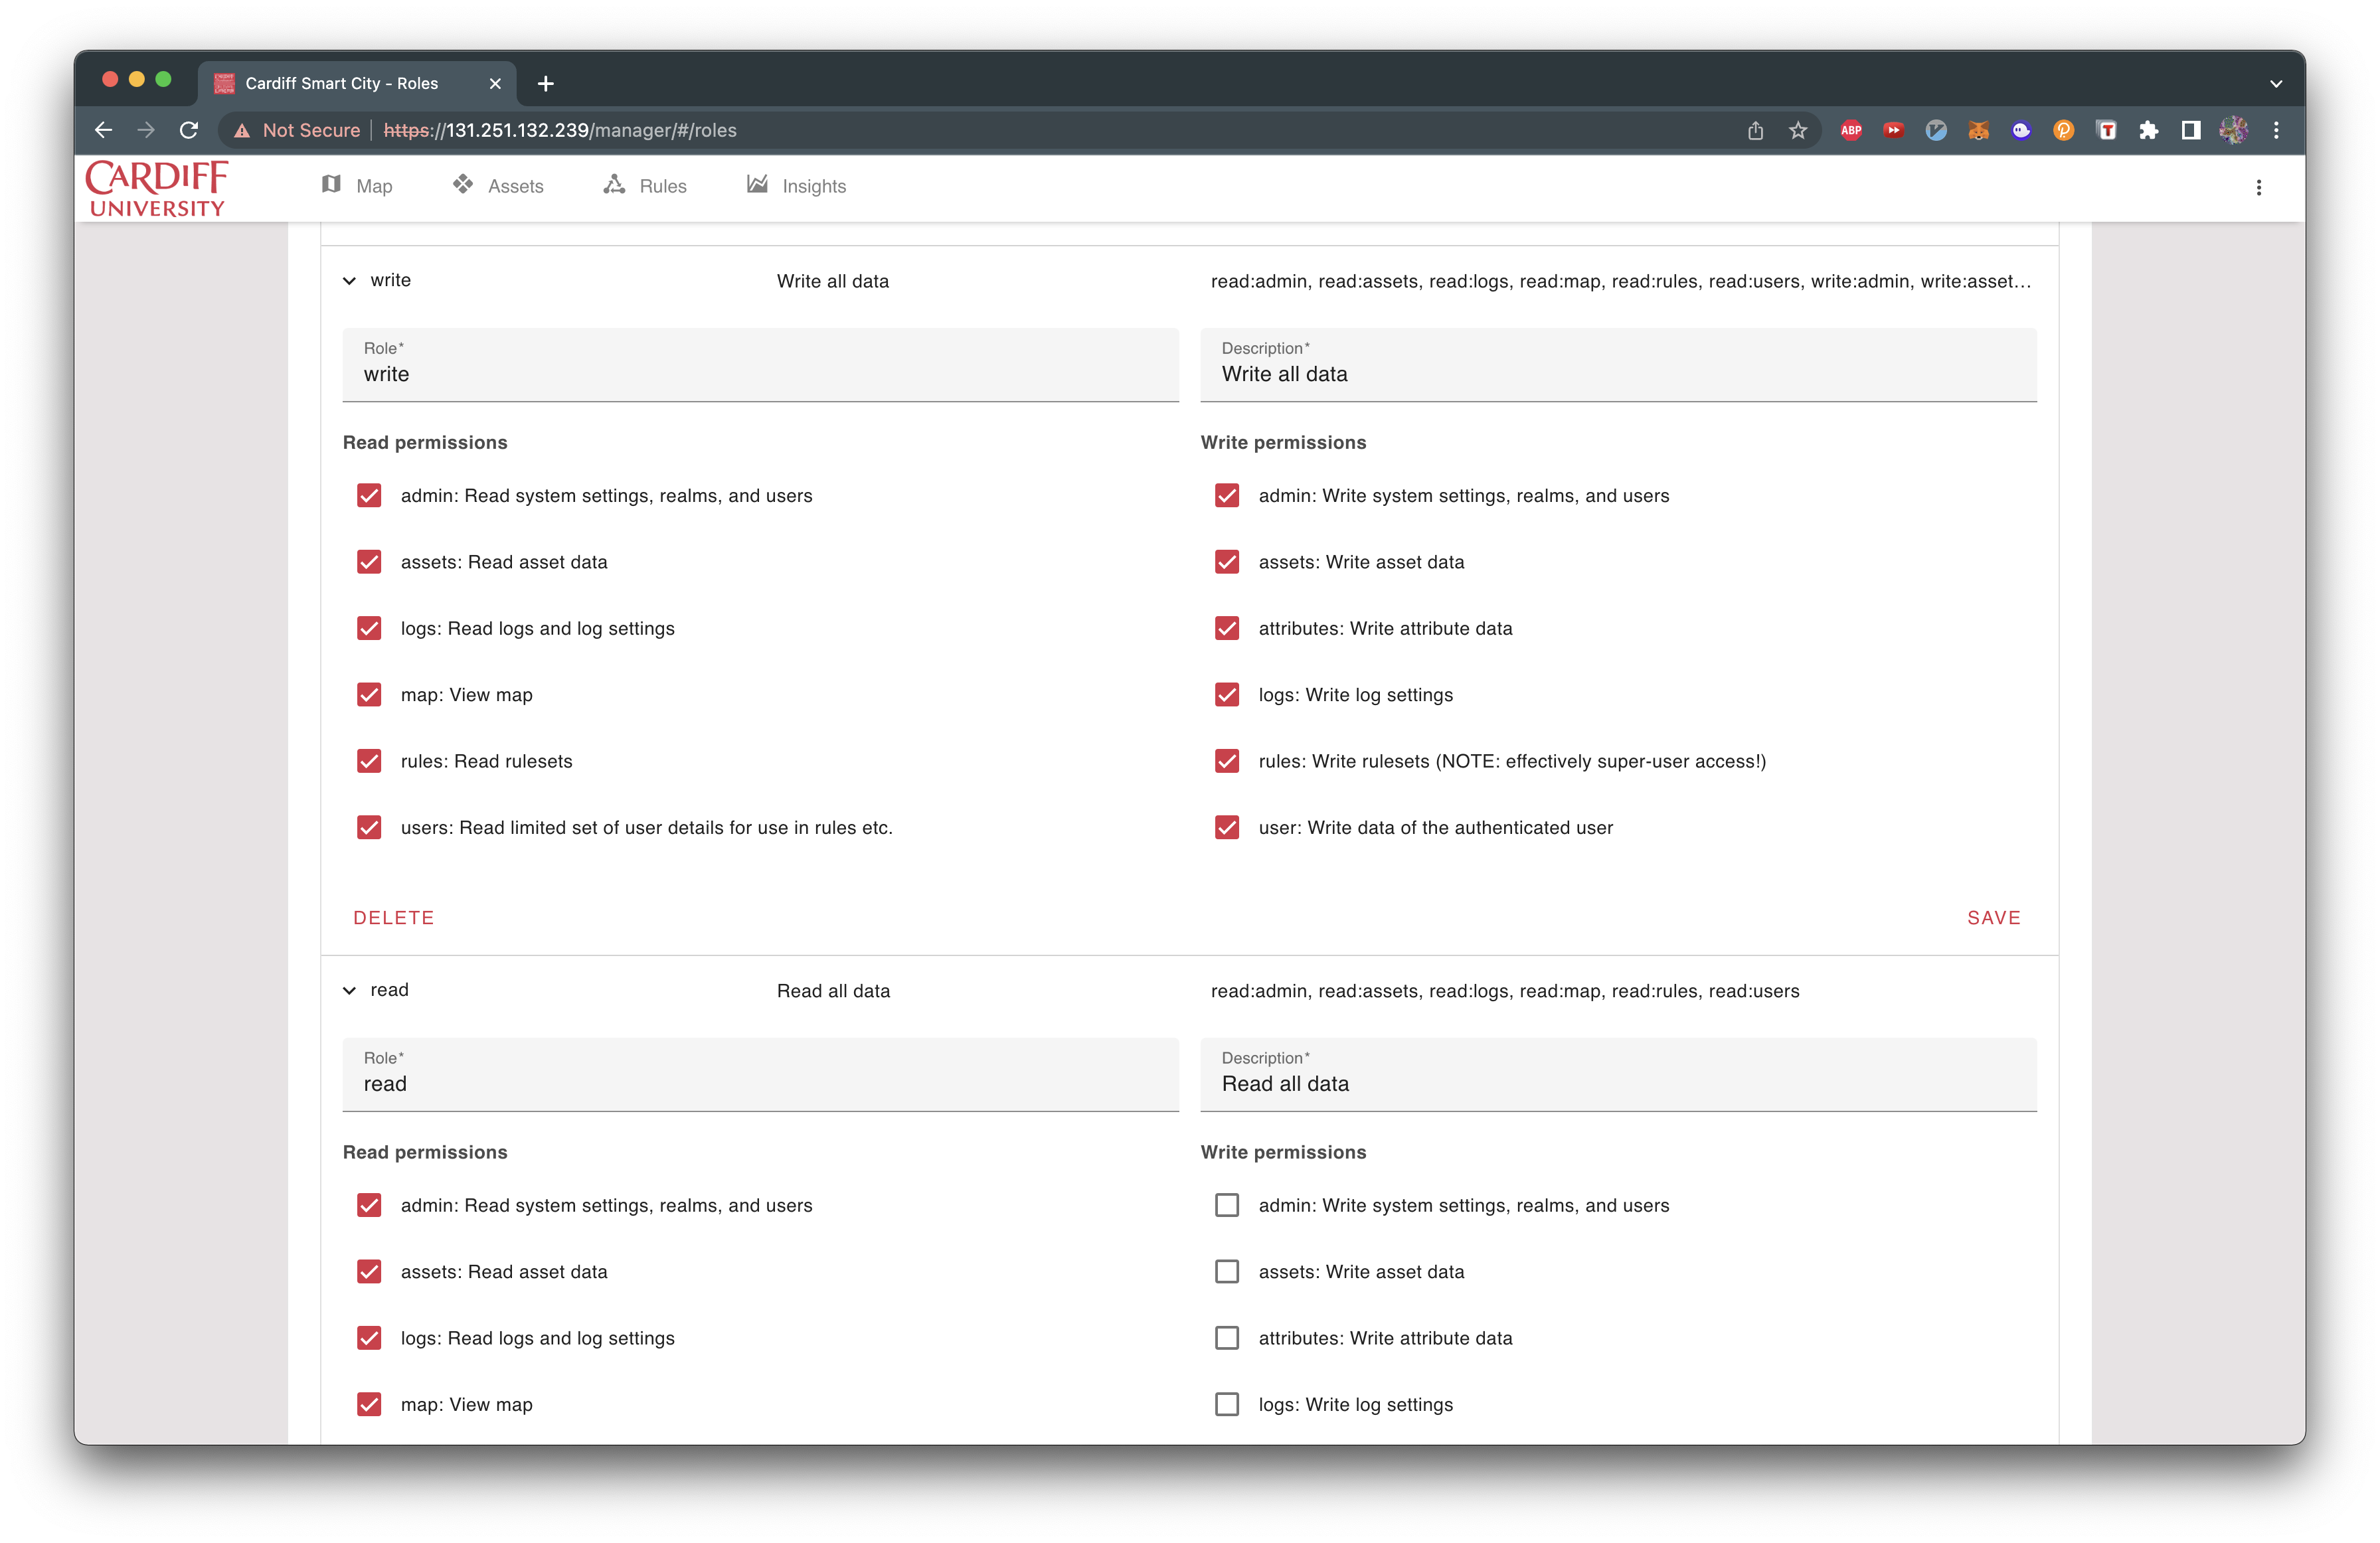 Cardiff Smart City - Roles
Not Secure https://131.251.132.239/manager/#/roles
ABP
CARDIFF
UNIVERSITY
Map Assets Rules Insights
write Write all data read:admin, read:assets, read:logs, read:map, read:rules, read:users, write:admin, write:asset...
Role* Description*
write Write all data
Read permissions Write permissions
admin: Read system settings, realms, and users admin: Write system settings, realms, and users
assets: Read asset data assets: Write asset data
logs: Read logs and log settings attributes: Write attribute data
map: View map logs: Write log settings
rules: Read rulesets rules: Write rulesets (NOTE: effectively super-user access!)
users: Read limited set of user details for use in rules etc. user: Write data of the authenticated user
DELETE SAVE
read Read all data read:admin, read:assets, read:logs, read:map, read:rules, read:users
Role* Description*
read Read all data
Read permissions Write permissions
admin: Read system settings, realms, and users admin: Write system settings, realms, and users
assets: Read asset data assets: Write asset data
logs: Read logs and log settings attributes: Write attribute data
map: View map logs: Write log settings